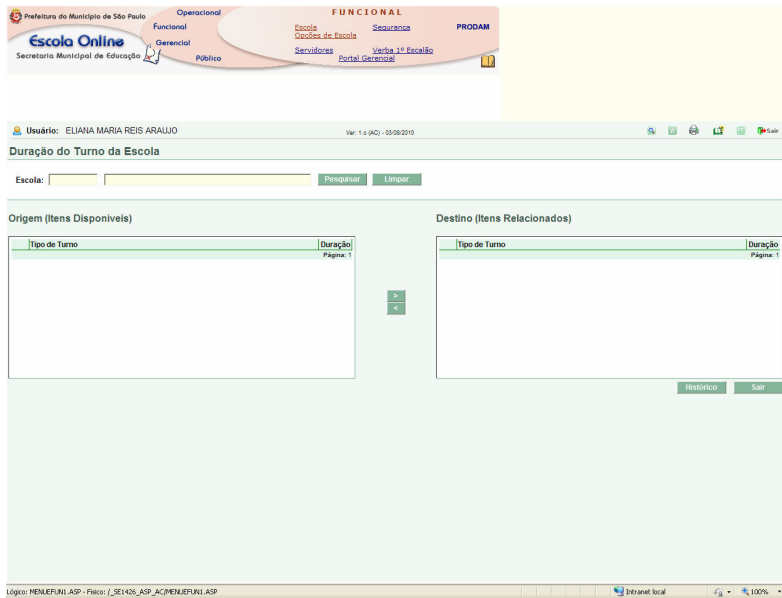 Prefeitura do Município de São Paulo
Escola Online
Secretaria Municipal de Educação
Operacional
Funcional
Gerencial
Público
FUNCIONAL
Escola Segurança PRODAM
Opções de Escola
Servidores Verba 1º Escalão
Portal Gerencial
Usuário: ELIANA MARIA REIS ARAUJO Ver: 1.o (AC) - 03/08/2010 Sair
Duração do Turno da Escola
Escola: Pesquisar Limpar
Origem (Itens Disponiveis) Destino (Itens Relacionados)
Tipo de Turno Duração Tipo de Turno Duração
Página: 1 Página: 1
>
<
Histórico Sair
Lógico: MENUEFUN1.ASP - Fisico: /_SE1426_ASP_AC/MENUEFUN1.ASP Intranet local 100%